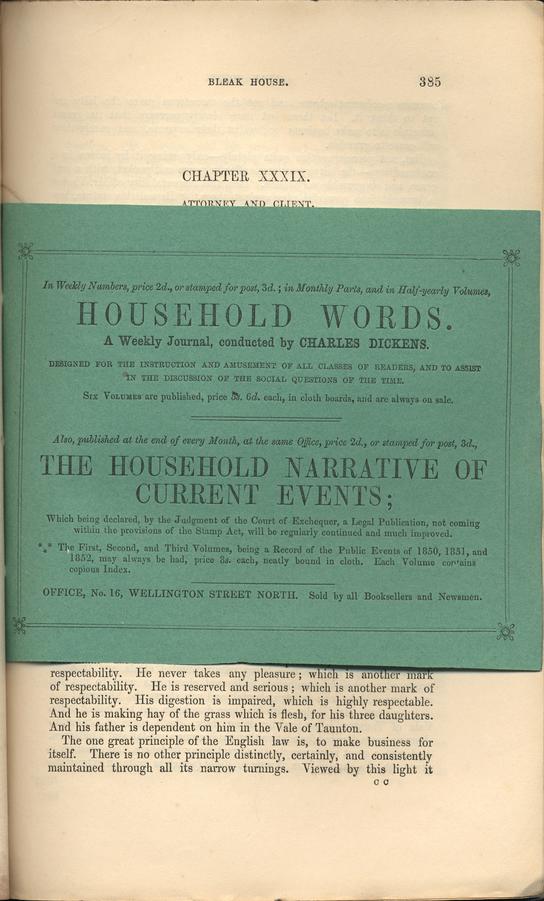 BLEAK HOUSE. 385
CHAPTER XXXIX.
ATTORNEY AND CLIENT.
In Weekly Numbers, price 2d., or stamped for post, 3d.; in Monthly Parts, and in Half-yearly Volumes,
HOUSEHOLD WORDS.
A Weekly Journal, conducted by CHARLES DICKENS.
DESIGNED FOR THE INSTRUCTION AND AMUSEMENT OF ALL CLASSES OF READERS, AND TO ASSIST
IN THE DISCUSSION OF THE SOCIAL QUESTIONS OF THE TIME.
SIX VOLUMES are published, price 6d. each, in cloth boards, and are always on sale.
Also, published at the end of every Month, at the same Office, price 2d., or stamped for post, 3d.,
THE HOUSEHOLD NARRATIVE OF
CURRENT EVENTS;
Which being declared, by the Judgment of the Court of Exchequer, a Legal Publication, not coming
within the provisions of the Stamp Act, will be regularly continued and much improved.
*** The First, Second, and Third Volumes, being a Record of the Public Events of 1850, 1851, and
1852, may always be had, price 3s. each, neatly bound in cloth. Each Volume contains
copious Index.
OFFICE, No. 16, WELLINGTON STREET NORTH. Sold by all Booksellers and Newsmen.
respectability. He never takes any pleasure; which is another mark
of respectability. He is reserved and serious; which is another mark of
respectability. His digestion is impaired, which is highly respectable.
And he is making hay of the grass which is flesh, for his three daughters.
And his father is dependent on him in the Vale of Taunton.
The one great principle of the English law is, to make business for
itself. There is no other principle distinctly, certainly, and consistently
maintained through all its narrow turnings. Viewed by this light it
C C